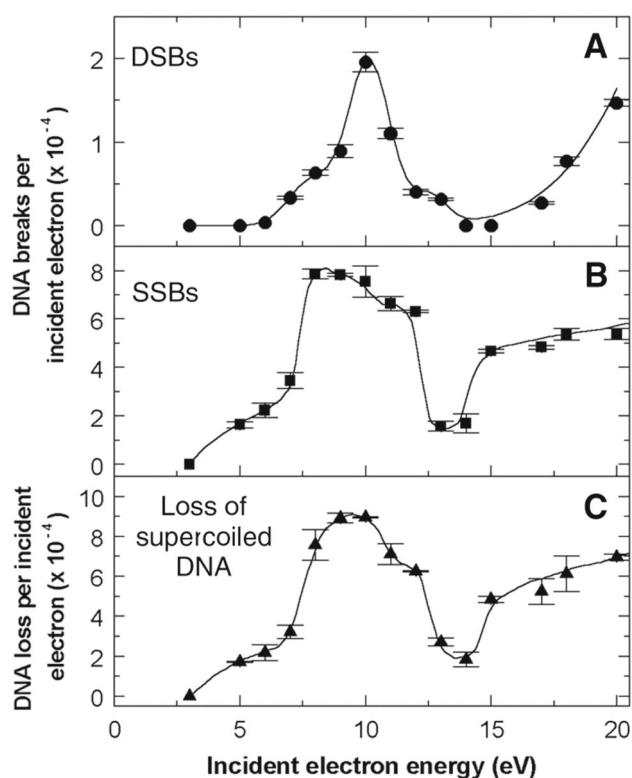 A
DSBs
2
1
0
DNA breaks per
incident electron (x 10⁻⁴)
B
SSBs
8
6
4
2
0
C
Loss of
supercoiled
DNA
10
8
6
4
2
0
DNA loss per incident
electron (x 10⁻⁴)
0 5 10 15 20
Incident electron energy (eV)